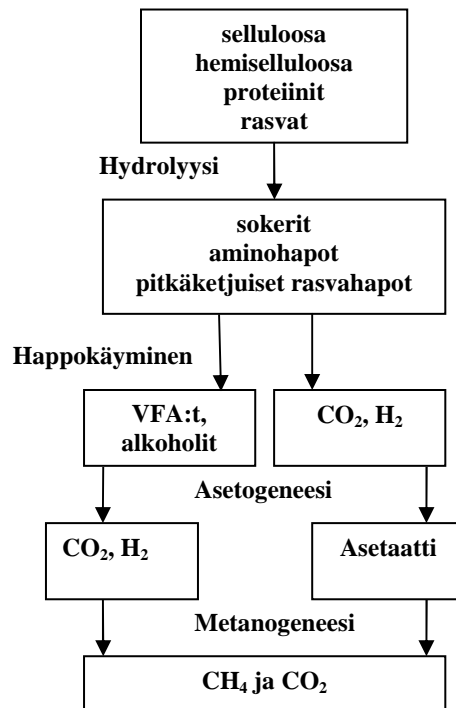 selluloosa
hemiselluloosa
proteiinit
rasvat
Hydrolyysi
sokerit
aminohapot
pitkäketjuiset rasvahapot
Happokäyminen
VFA:t,
alkoholit
CO₂, H₂
Asetogeneesi
CO₂, H₂
Asetaatti
Metanogeneesi
CH₄ ja CO₂